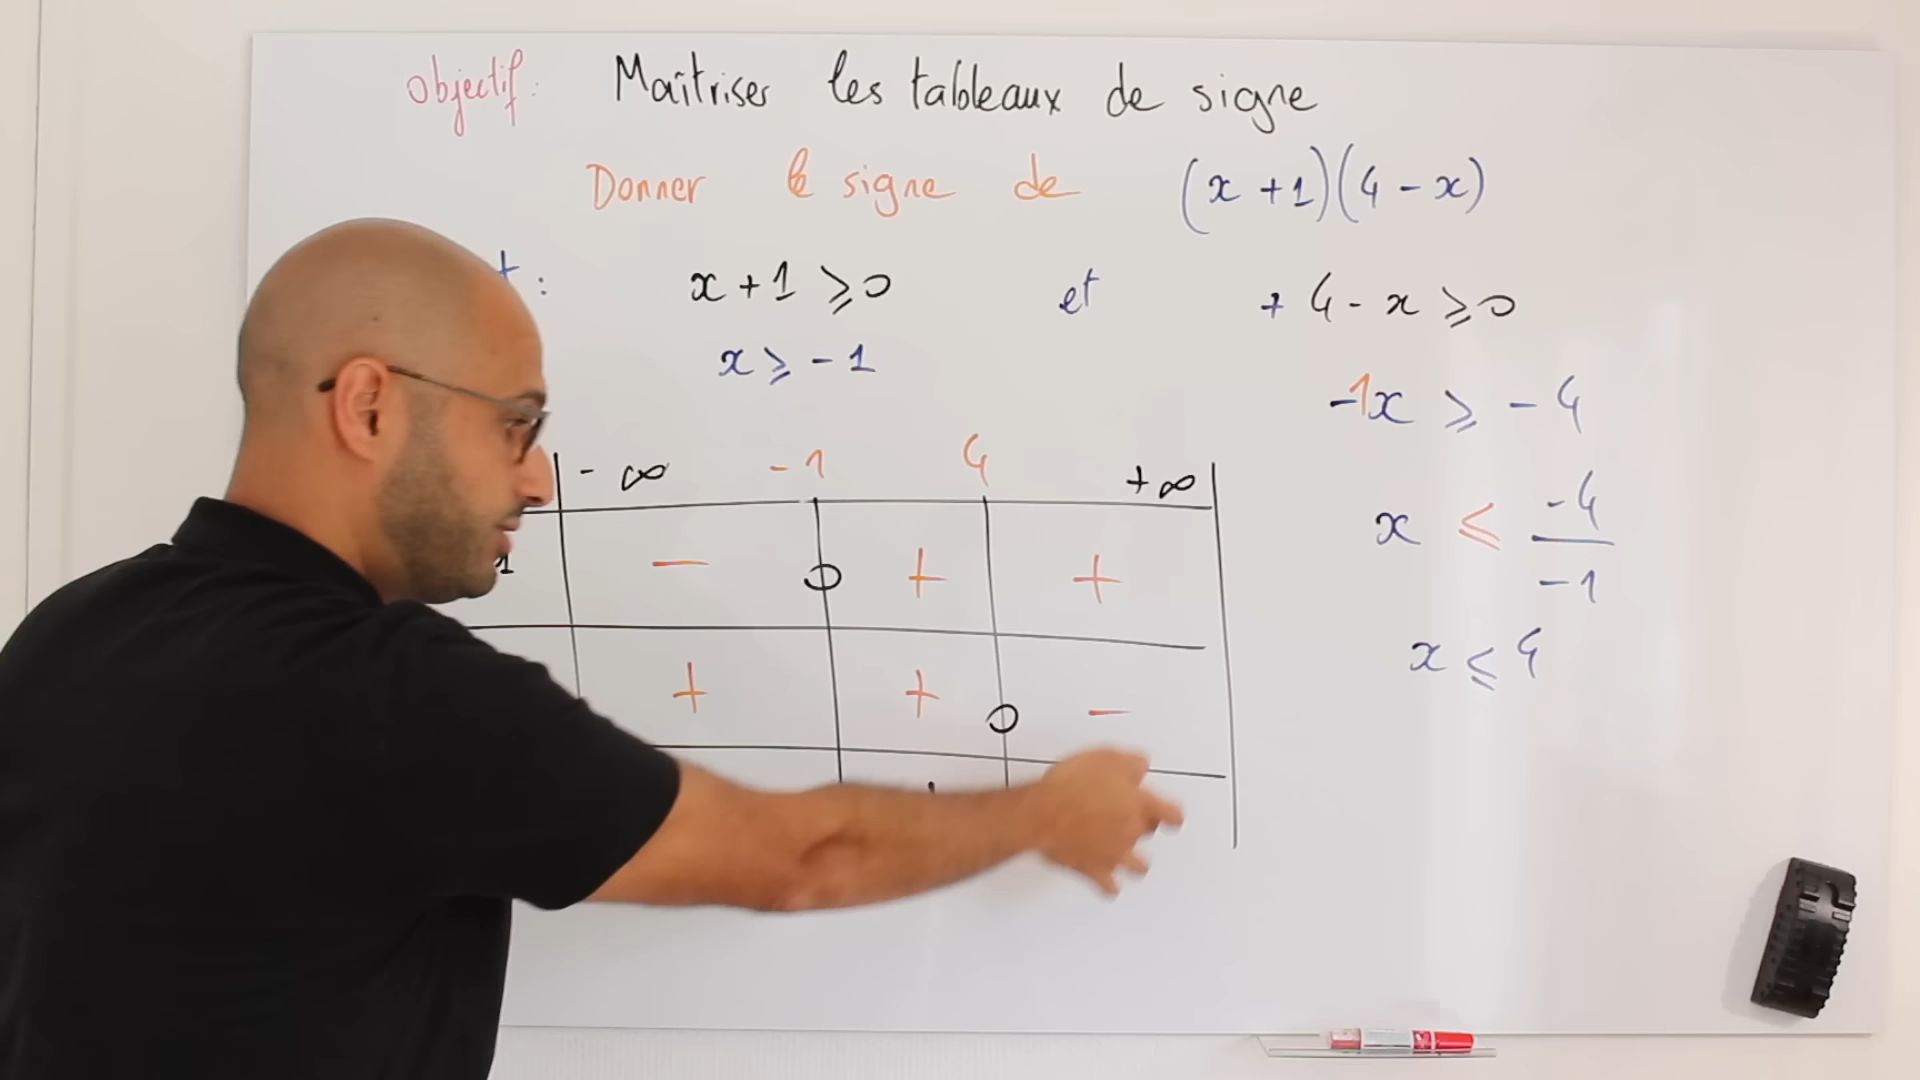 Objectif: Maîtriser les tableaux de signe
Donner le signe de (x+1)(4-x)
x+1 ⩾0 et + 4-x ⩾0
x ⩾ -1
-1x ⩾ -4
x ⩽ -4/-1
x ⩽ 4
-∞ -1 4 +∞
1 - 0 + +
+ + 0 -